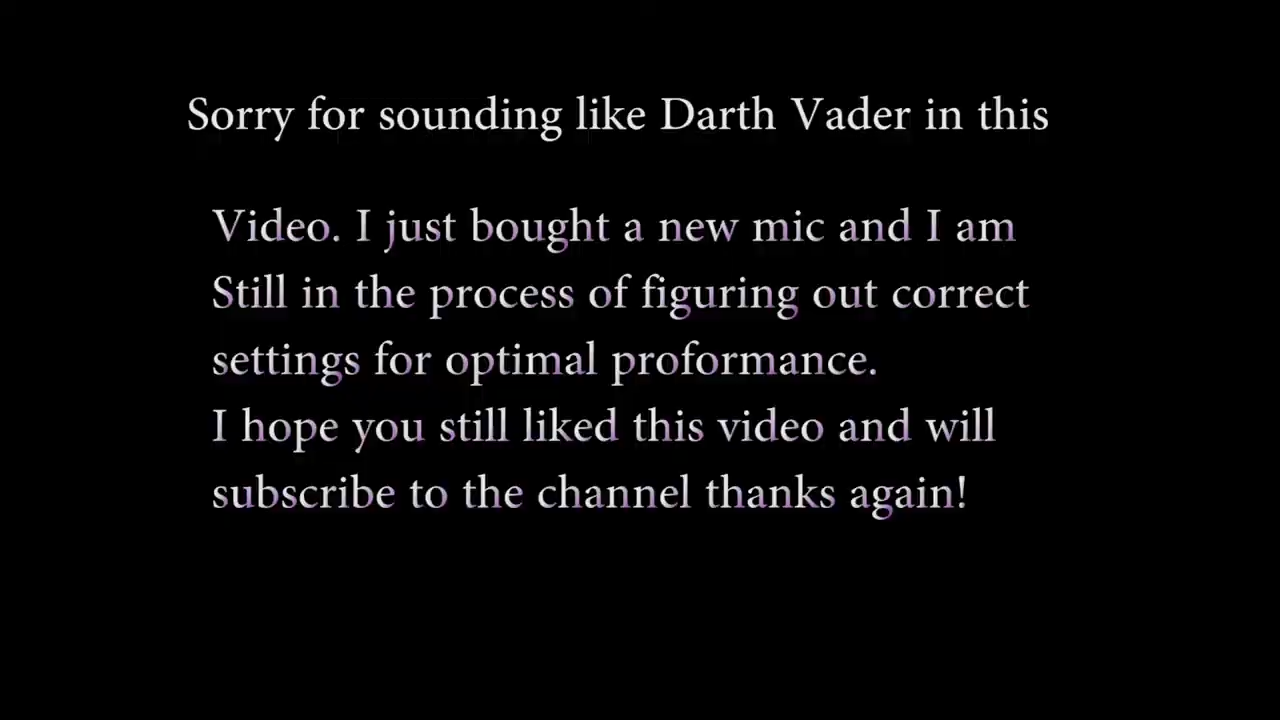 Sorry for sounding like Darth Vader in this
Video. I just bought a new mic and I am
Still in the process of figuring out correct
settings for optimal proformance.
I hope you still liked this video and will
subscribe to the channel thanks again!